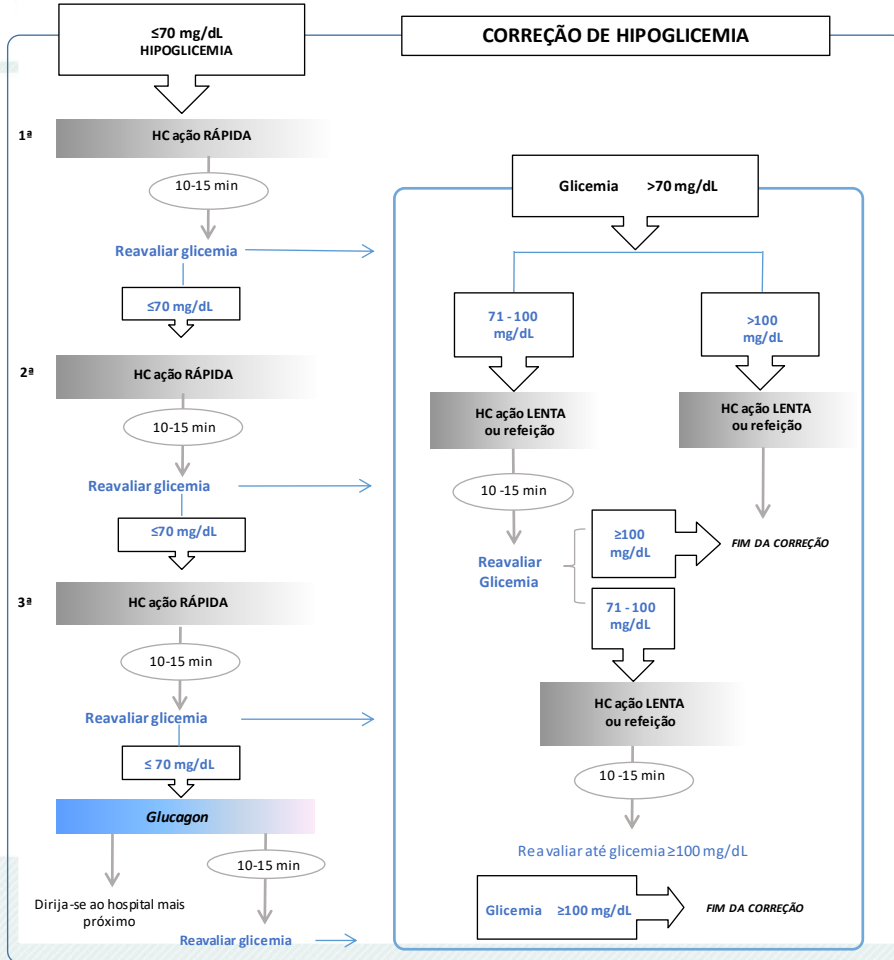 ≤70 mg/dL
HIPOGLICEMIA
CORREÇÃO DE HIPOGLICEMIA
1ª
HC ação RÁPIDA
10-15 min
Reavaliar glicemia
≤70 mg/dL
2ª
HC ação RÁPIDA
10-15 min
Reavaliar glicemia
≤70 mg/dL
3ª
HC ação RÁPIDA
10-15 min
Reavaliar glicemia
≤ 70 mg/dL
Glucagon
10-15 min
Dirija-se ao hospital mais
próximo
Reavaliar glicemia
Glicemia >70 mg/dL
71 - 100
mg/dL
>100
mg/dL
HC ação LENTA
ou refeição
HC ação LENTA
ou refeição
10 -15 min
Reavaliar
Glicemia
≥100
mg/dL
FIM DA CORREÇÃO
71 - 100
mg/dL
HC ação LENTA
ou refeição
10 -15 min
Reavaliar até glicemia ≥100 mg/dL
Glicemia ≥100 mg/dL
FIM DA CORREÇÃO